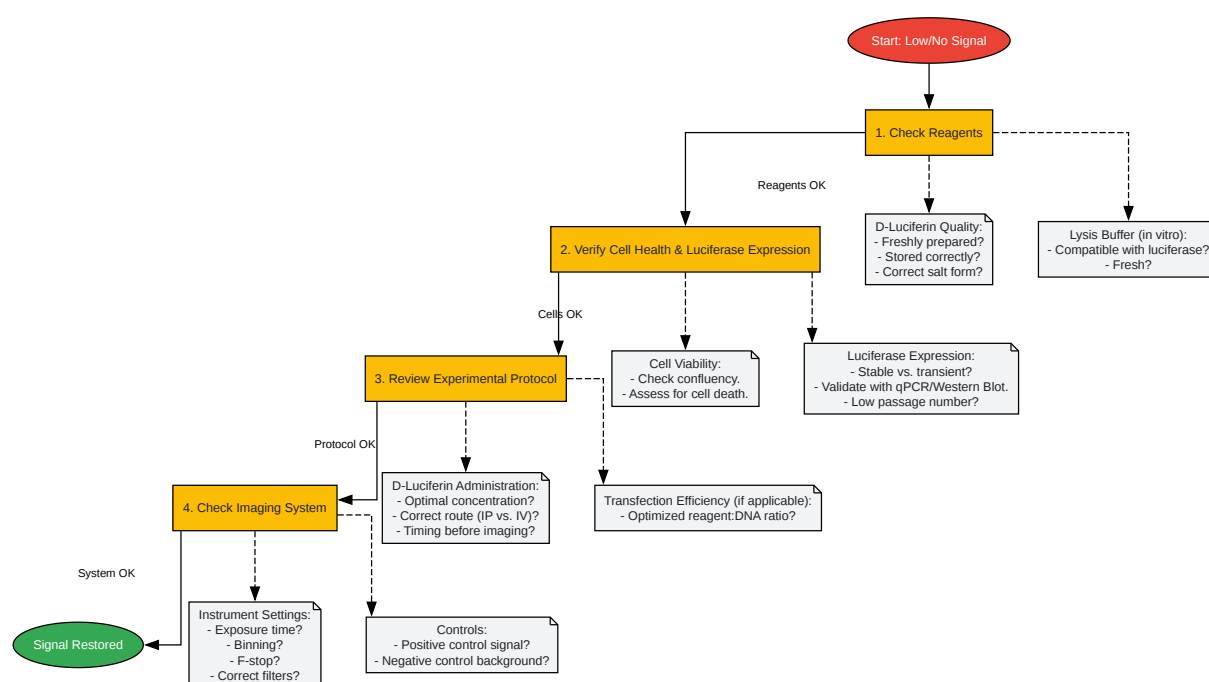 Start: Low/No Signal
1. Check Reagents
Reagents OK
D-Luciferin Quality:
- Freshly prepared?
- Stored correctly?
- Correct salt form?
Lysis Buffer (in vitro):
- Compatible with luciferase?
- Fresh?
2. Verify Cell Health & Luciferase Expression
Cells OK
Cell Viability:
- Check confluency.
- Assess for cell death.
Luciferase Expression:
- Stable vs. transient?
- Validate with qPCR/Western Blot.
- Low passage number?
3. Review Experimental Protocol
Protocol OK
D-Luciferin Administration:
- Optimal concentration?
- Correct route (IP vs. IV)?
- Timing before imaging?
Transfection Efficiency (if applicable):
- Optimized reagent:DNA ratio?
4. Check Imaging System
System OK
Instrument Settings:
- Exposure time?
- Binning?
- F-stop?
- Correct filters?
Controls:
- Positive control signal?
- Negative control background?
Signal Restored